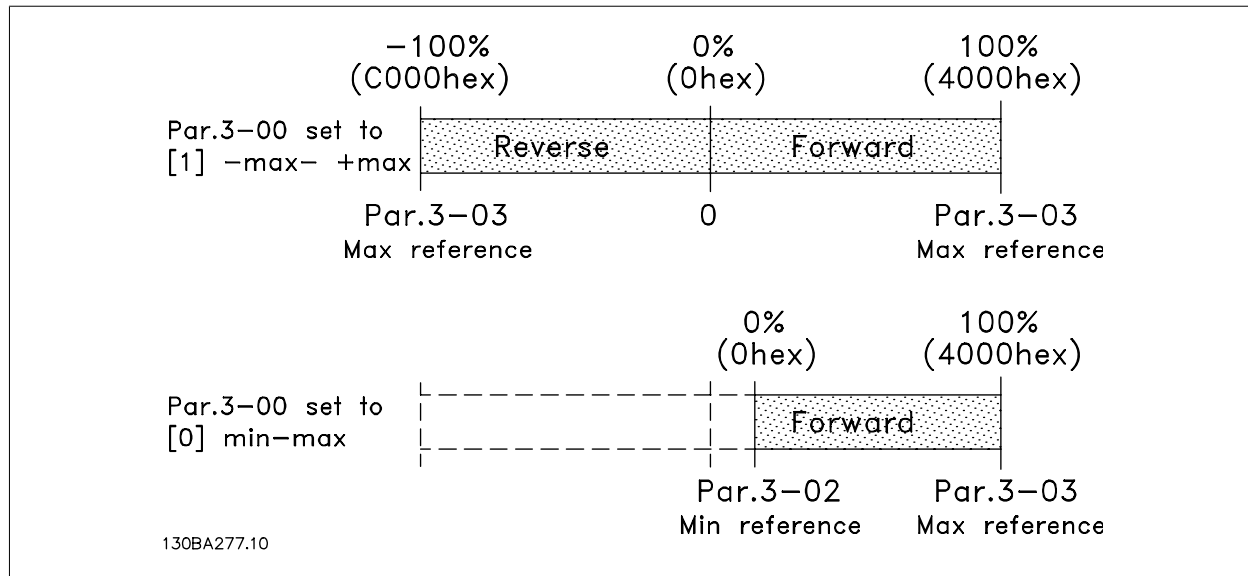 -100% 0% 100%
(C000hex) (0hex) (4000hex)
Par.3-00 set to
[1] -max- +max
Reverse Forward
Par.3-03 0 Par.3-03
Max reference Max reference
0% 100%
(0hex) (4000hex)
Par.3-00 set to
[0] min-max
Forward
Par.3-02 Par.3-03
Min reference Max reference
130BA277.10